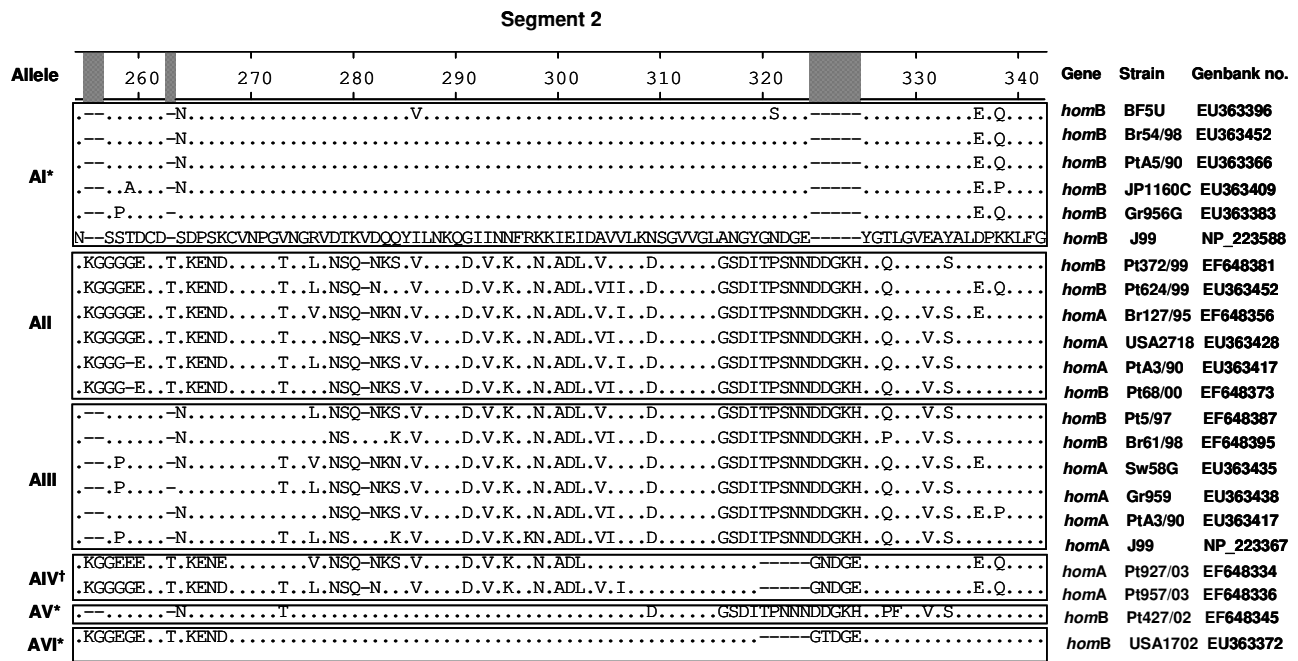 Segment 2
Allele 260 270 280 290 300 310 320 330 340 Gene Strain Genbank no.
AI*
.--......-N......................V..................................S...-----...........E.Q.... homB BF5U EU363396
.--......-N.............................................................-----...........E.Q.... homB Br54/98 EU363452
.--......-N.............................................................-----...........E.Q.... homB PtA5/90 EU363366
.--..A...-N.............................................................-----...........E.P.... homB JP1160C EU363409
.--.P....-..............................................................-----...........E.Q.... homB Gr956G EU363383
N--SSTDCD-SDPSKCVNPGVNGRVDTKVDQQYILNKQGIINNFRKKIEIDAVVLKNSGVVGLANGYGNDGE-----YGTLGVEAYALDPKKLFG homB J99 NP_223588
AII
.KGGGGE..T.KEND.....T..L.NSQ-NKS.V....D.V.K..N.ADL.V....D......GSDITPSNNDDGKH..Q.....S......... homB Pt372/99 EF648381
.KGGGEE..T.KEND.....T..L.NSQ-N...V....D.V.K..N.ADL.VII..D......GSDITPSNNDDGKH..Q........E.Q.... homB Pt624/99 EU363452
.KGGGGE..T.KEND.....T..V.NSQ-NKN.V....D.V.K..N.ADL.V.I..D......GSDITPSNNDDGKH..Q...V.S..E...... homA Br127/95 EF648356
.KGGGGE..T.KEND.....T....NSQ-NKS.V....D.V.K..N.ADL.VI...D......GSDITPSNNDDGKH..Q...V.S......... homA USA2718 EU363428
.KGGG-E..T.KEND.....T..L.NSQ-NKS.V....D.V.K..N.ADL.V.I..D......GSDITPSNNDDGKH..Q...V.S......... homA PtA3/90 EU363417
.KGGG-E..T.KEND.....T....NSQ-NKS.V....D.V.K..N.ADL.VI...D......GSDITPSNNDDGKH..Q...V.S......... homB Pt68/00 EF648373
AIII
.--......-N............L.NSQ-NKS.V....D.V.K..N.ADL.VI...D......GSDITPSNNDDGKH..Q...V.S......... homB Pt5/97 EF648387
.--......-N..............NS....K.V....D.V.K..N.ADL.VI...D......GSDITPSNNDDGKH..P...V.S......... homB Br61/98 EF648395
.--.P....-N.........T..V.NSQ-NKN.V....D.V.K..N.ADL.V....D......GSDITPSNNDDGKH..Q...V.S..E...... homA Sw58G EU363435
.--.P....-..........T..L.NSQ-NKS.V....D.V.K..N.ADL.V....D......GSDITPSNNDDGKH..Q...V.S......... homA Gr959 EU363438
.--......-N..............NSQ-NKS.V....D.V.K..N.ADL.VI...D......GSDITPSNNDDGKH..Q...V.S..E.P.... homA PtA3/90 EU363417
.--.P....-N.........T..L.NS....K.V....D.V.KN.ADL.VI...D......GSDITPSNNDDGKH..Q...V.S......... homA J99 NP_223367
AIV†
.KGGEEE..T.KENE........V.NSQ-NKS.V....D.V.K..N.ADL.................-----GNDGE...........E.Q.... homA Pt927/03 EF648334
.KGGGGE..T.KEND.....T..L.NSQ-N...V....D.V.K..N.ADL.V.I.............-----GNDGE...........E.Q.... homA Pt957/03 EF648336
AV*
.--......-N.........T...................................D......GSDITPNNNDDGKH..PF..V.S......... homB Pt427/02 EF648345
AVI*
.KGGEGE..T.KEND....................................................-----GTDGE.................. homB USA1702 EU363372